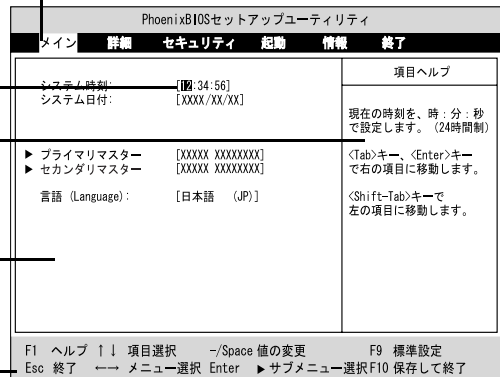 PhoenixBIOSセットアップユーティリティ
メイン 詳細 セキュリティ 起動 情報 終了
項目ヘルプ
システム時刻: [12:34:56]
システム日付: [XXXX/XX/XX]
▶ プライマリマスター [XXXXX XXXXXXXX]
▶ セカンダリマスター [XXXXX XXXXXXXX]
言語 (Language): [日本語 (JP)]
現在の時刻を、時:分:秒
で設定します。(24時間制)
<Tab>キー、<Enter>キー
で右の項目に移動します。
<Shift-Tab>キーで
左の項目に移動します。
F1 ヘルプ ↑↓ 項目選択 -/Space 値の変更 F9 標準設定
Esc 終了 ←→ メニュー選択 Enter ▶サブメニュー選択 F10 保存して終了